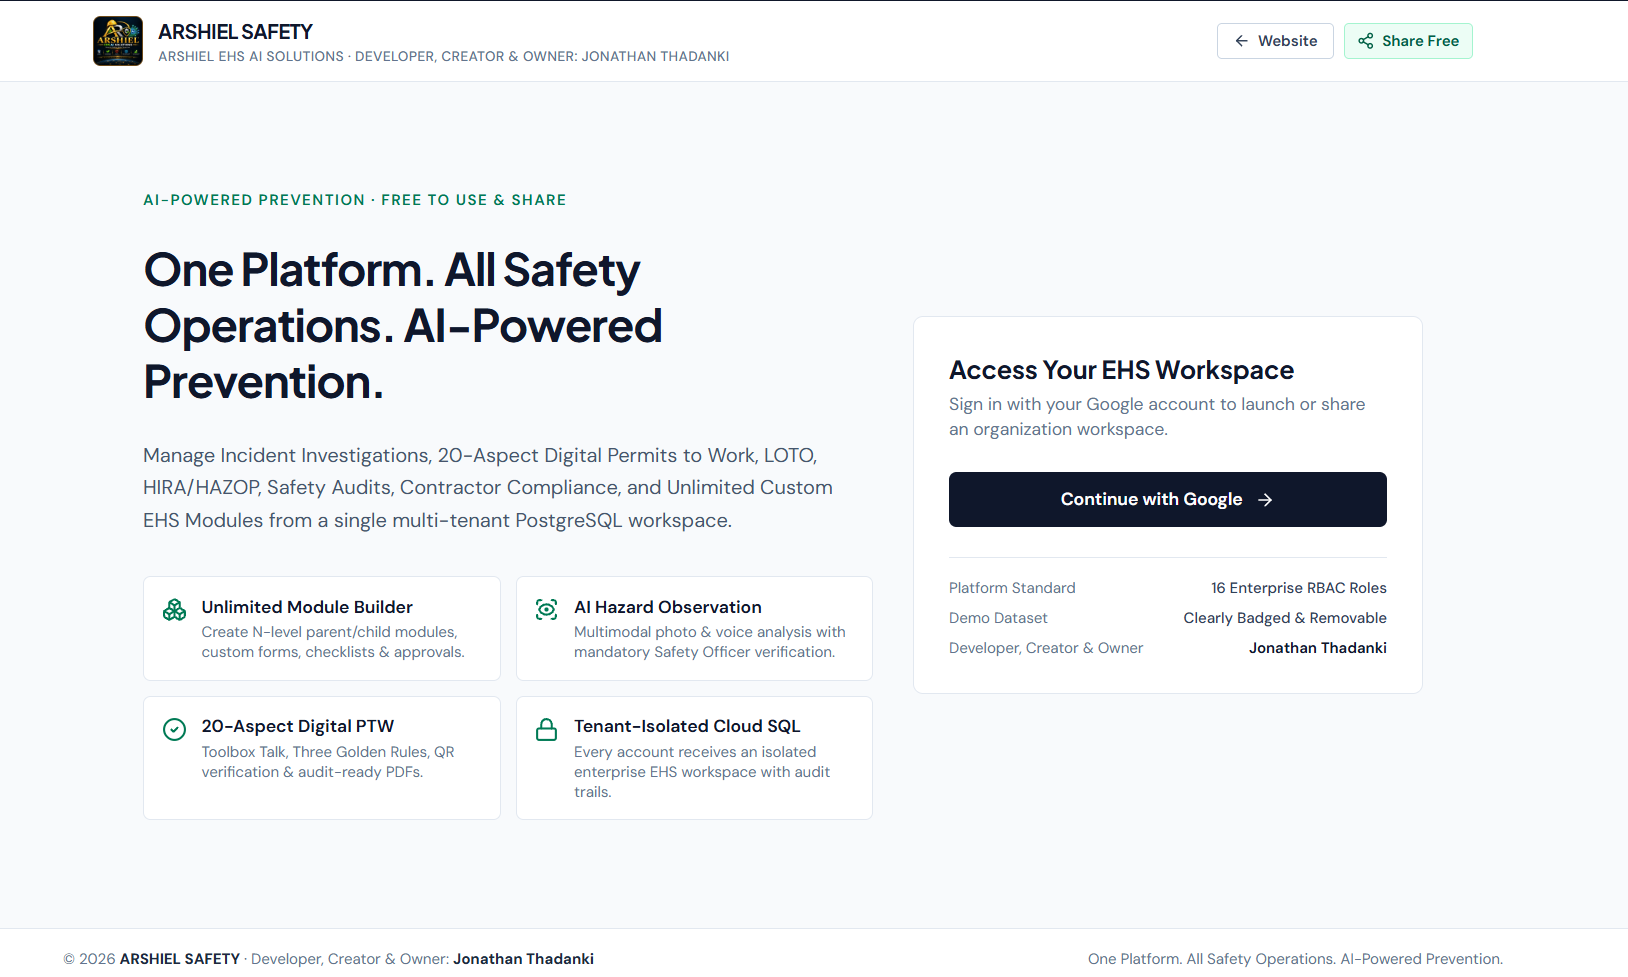 ARSHIEL
ARSHIEL SAFETY
ARSHIEL EHS AI SOLUTIONS · DEVELOPER, CREATOR & OWNER: JONATHAN THADANKI
Website
Share Free
AI-POWERED PREVENTION · FREE TO USE & SHARE
One Platform. All Safety
Operations. AI-Powered
Prevention.
Manage Incident Investigations, 20-Aspect Digital Permits to Work, LOTO,
HIRA/HAZOP, Safety Audits, Contractor Compliance, and Unlimited Custom
EHS Modules from a single multi-tenant PostgreSQL workspace.
Unlimited Module Builder
Create N-level parent/child modules,
custom forms, checklists & approvals.
AI Hazard Observation
Multimodal photo & voice analysis with
mandatory Safety Officer verification.
20-Aspect Digital PTW
Toolbox Talk, Three Golden Rules, QR
verification & audit-ready PDFs.
Tenant-Isolated Cloud SQL
Every account receives an isolated
enterprise EHS workspace with audit
trails.
Access Your EHS Workspace
Sign in with your Google account to launch or share
an organization workspace.
Continue with Google
Platform Standard 16 Enterprise RBAC Roles
Demo Dataset Clearly Badged & Removable
Developer, Creator & Owner Jonathan Thadanki
© 2026 ARSHIEL SAFETY · Developer, Creator & Owner: Jonathan Thadanki
One Platform. All Safety Operations. AI-Powered Prevention.